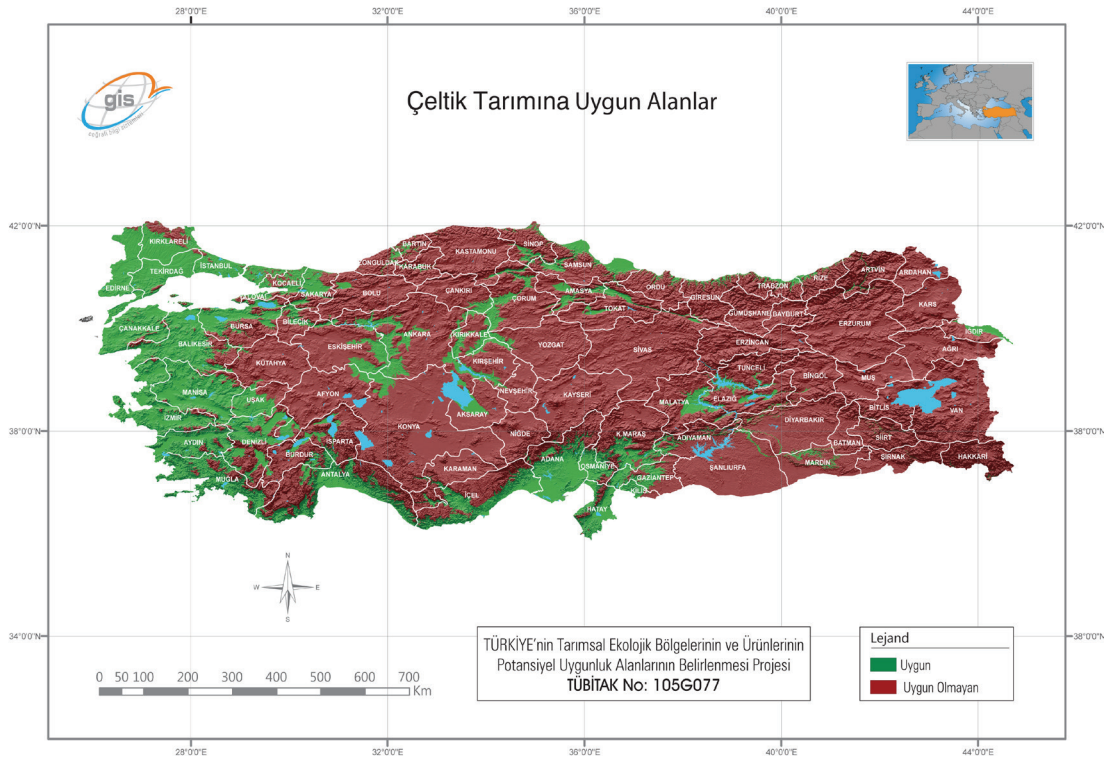 28°0'0"E 32°0'0"E 36°0'0"E 40°0'0"E 44°0'0"E
gis
coğrafi bilgi sistemleri
Çeltik Tarımına Uygun Alanlar
42°0'0"N
42°0'0"N
KIRKLARELİ
TEKİRDAĞ
İSTANBUL
EDİRNE
KOCAELİ
YALOVA
SAKARYA
ZONGULDAK
BARTIN
KARABÜK
KASTAMONU
SİNOP
SAMSUN
BOLU
ÇANKIRI
ÇORUM
AMASYA
ORDU
TOKAT
GİRESUN
TRABZON
RİZE
ARTVİN
ARDAHAN
KARS
GÜMÜŞHANE
BAYBURT
ERZURUM
IĞDIR
AĞRI
ÇANAKKALE
BALIKESİR
BURSA
BİLECİK
ESKİŞEHİR
ANKARA
KIRIKKALE
YOZGAT
SİVAS
ERZİNCAN
KÜTAHYA
KIRŞEHİR
TUNCELİ
BİNGÖL
MUŞ
MANİSA
UŞAK
AFYON
NEVŞEHİR
KAYSERİ
MALATYA
ELAZIĞ
BİTLİS
VAN
İZMİR
AKSARAY
DİYARBAKIR
AYDIN
DENİZLİ
ISPARTA
KONYA
NİĞDE
K.MARAŞ
ADIYAMAN
BATMAN
SİİRT
BURDUR
ADANA
OSMANİYE
ŞIRNAK
HAKKARİ
MUĞLA
ANTALYA
KARAMAN
İÇEL
GAZİANTEP
ŞANLIURFA
MARDİN
KİLİS
HATAY
38°0'0"N
38°0'0"N
N
W E
S
34°0'0"N
38°0'0"N
0 50 100 200 300 400 500 600 700
Km
TÜRKİYE'nin Tarımsal Ekolojik Bölgelerinin ve Ürünlerinin
Potansiyel Uygunluk Alanlarının Belirlenmesi Projesi
TÜBİTAK No: 105G077
Lejand
Uygun
Uygun Olmayan
28°0'0"E 32°0'0"E 36°0'0"E 40°0'0"E 44°0'0"E